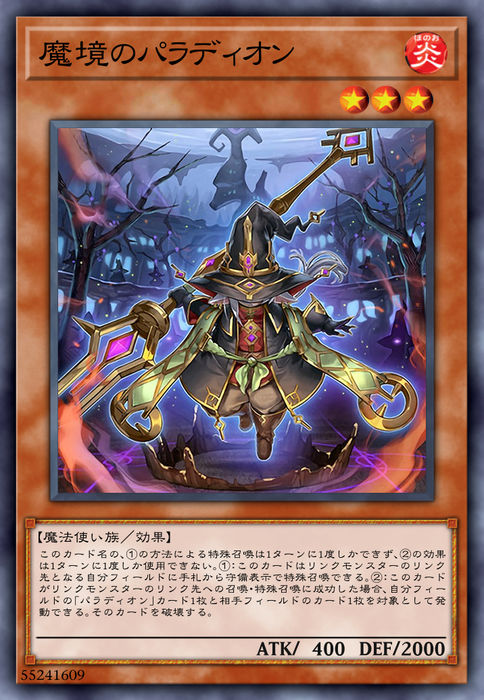 魔境のパラディオン
ほのお
炎
【魔法使い族／効果】
このカード名の、①の方法による特殊召喚は1ターンに1度しかできず、②の効果
は1ターンに1度しか使用できない。①：このカードはリンクモンスターのリンク
先となる自分フィールドに手札から守備表示で特殊召喚できる。②：このカード
がリンクモンスターのリンク先への召喚・特殊召喚に成功した場合、自分フィー
ルドの「パラディオン」カード1枚と相手フィールドのカード1枚を対象として発
動できる。そのカードを破壊する。
ATK/ 400 DEF/2000
55241609